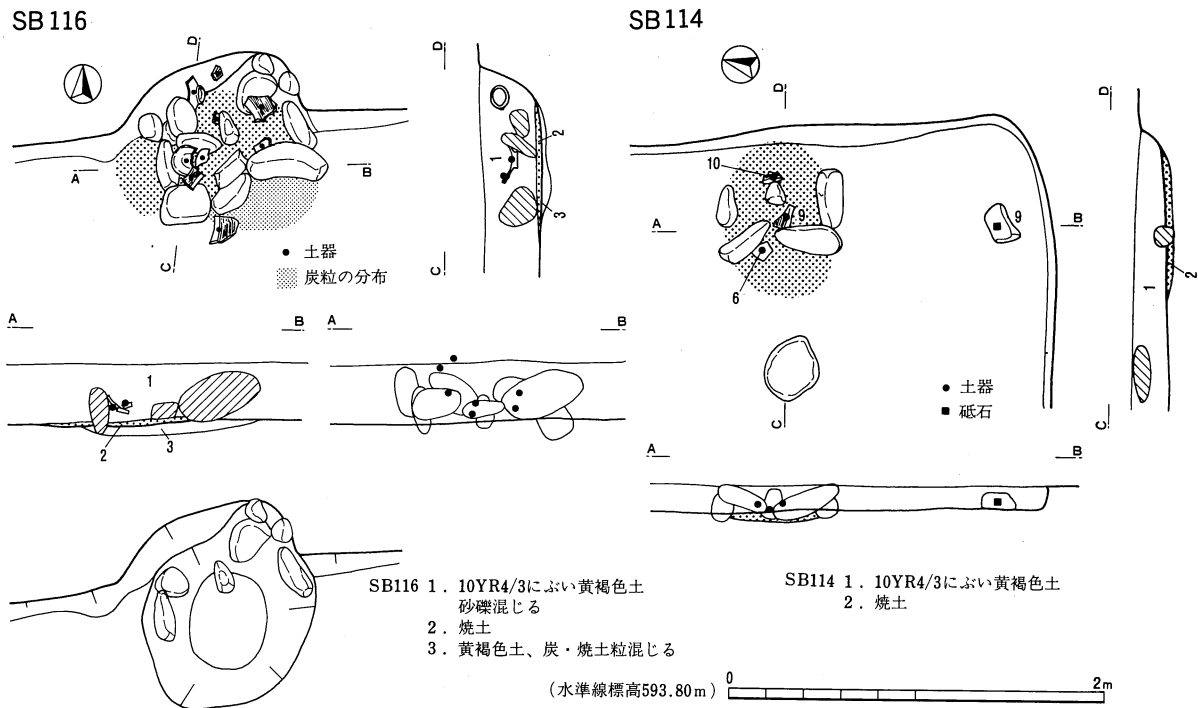 SB116
D
A
B
C
1
2
3
D
C
● 土器
炭粒の分布
A
B
1
2
3
A
B
SB116 1. 10YR4/3にぶい黄褐色土
砂礫混じる
2. 焼土
3. 黄褐色土、炭・焼土粒混じる
SB114
D
10
9
6
A
9
B
C
● 土器
■ 砥石
D
1
2
C
A
B
SB114 1. 10YR4/3にぶい黄褐色土
2. 焼土
(水準線標高593.80m)
0
2m